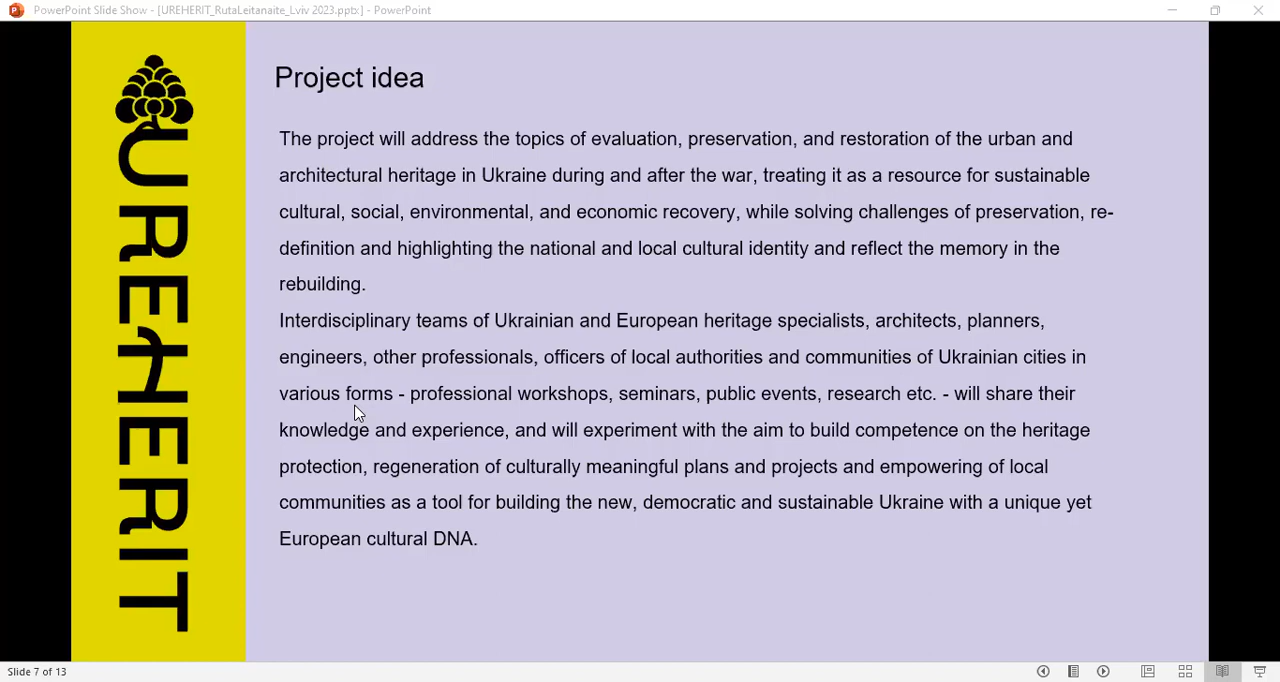 PowerPoint Slide Show - [UREHERIT_RutaLeitanaite_Lviv 2023.pptx] - PowerPoint
UREHERIT
Project idea
The project will address the topics of evaluation, preservation, and restoration of the urban and
architectural heritage in Ukraine during and after the war, treating it as a resource for sustainable
cultural, social, environmental, and economic recovery, while solving challenges of preservation, re-
definition and highlighting the national and local cultural identity and reflect the memory in the
rebuilding.
Interdisciplinary teams of Ukrainian and European heritage specialists, architects, planners,
engineers, other professionals, officers of local authorities and communities of Ukrainian cities in
various forms - professional workshops, seminars, public events, research etc. - will share their
knowledge and experience, and will experiment with the aim to build competence on the heritage
protection, regeneration of culturally meaningful plans and projects and empowering of local
communities as a tool for building the new, democratic and sustainable Ukraine with a unique yet
European cultural DNA.
Slide 7 of 13